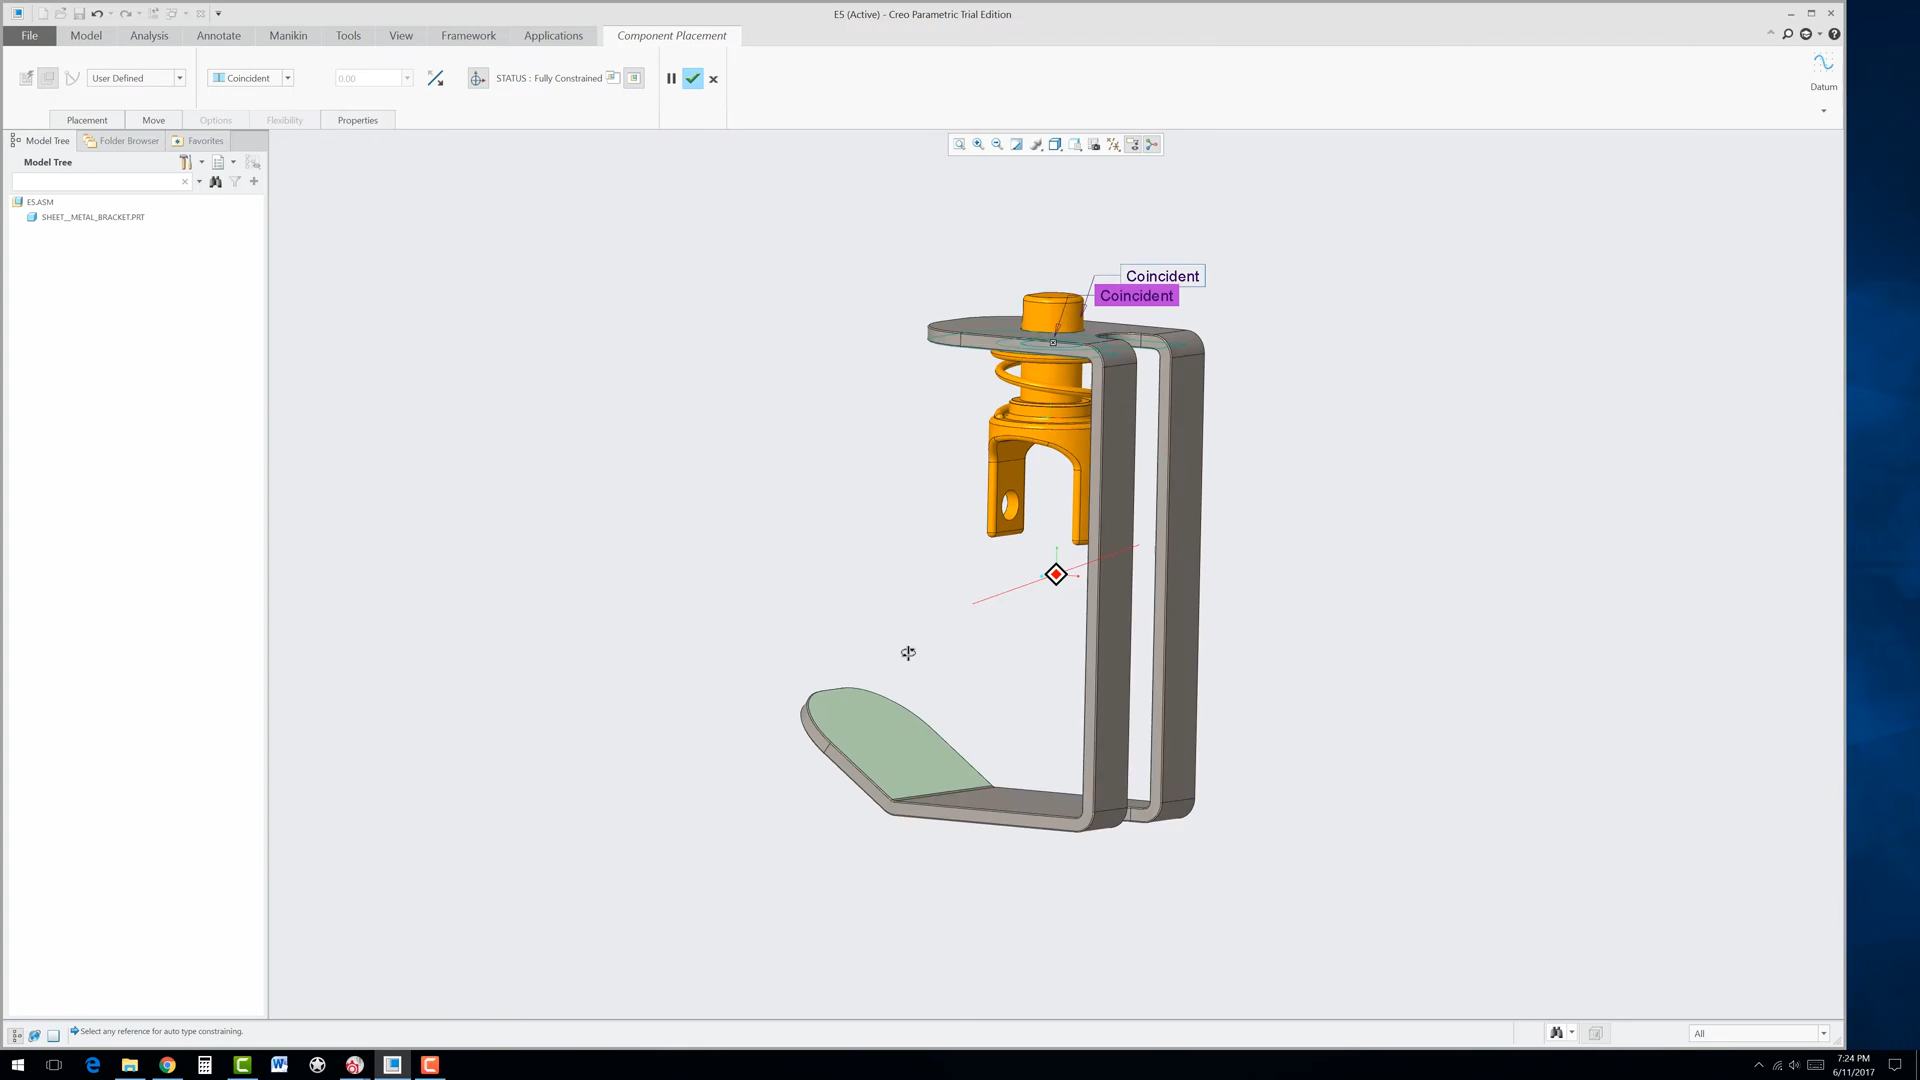 E5 (Active) - Creo Parametric Trial Edition
File
Model
Analysis
Annotate
Manikin
Tools
View
Framework
Applications
Component Placement
User Defined
Coincident
0.00
STATUS : Fully Constrained
Datum
Placement
Move
Options
Flexibility
Properties
Model Tree
Folder Browser
Favorites
Model Tree
E5.ASM
SHEET__METAL_BRACKET.PRT
Coincident
Coincident
Select any reference for auto type constraining.
All
7:24 PM
6/11/2017